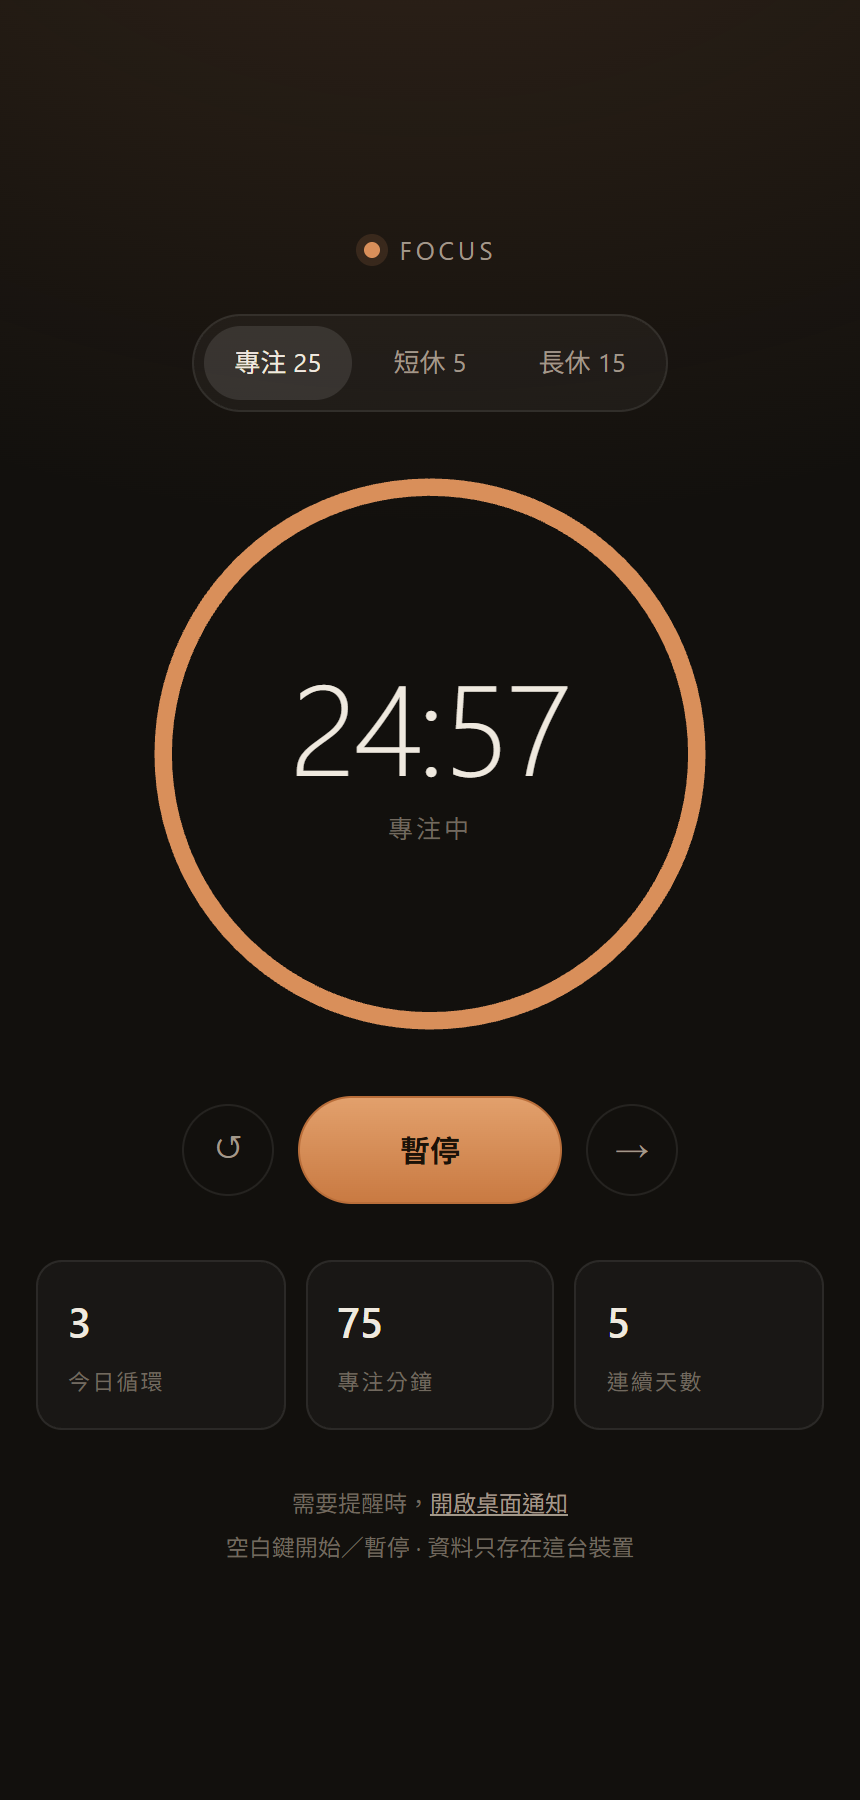 FOCUS
專注 25 短休 5 長休 15
24:57
專注中
↺ 暫停 →
3 75 5
今日循環 專注分鐘 連續天數
需要提醒時，開啟桌面通知
空白鍵開始／暫停 · 資料只存在這台裝置